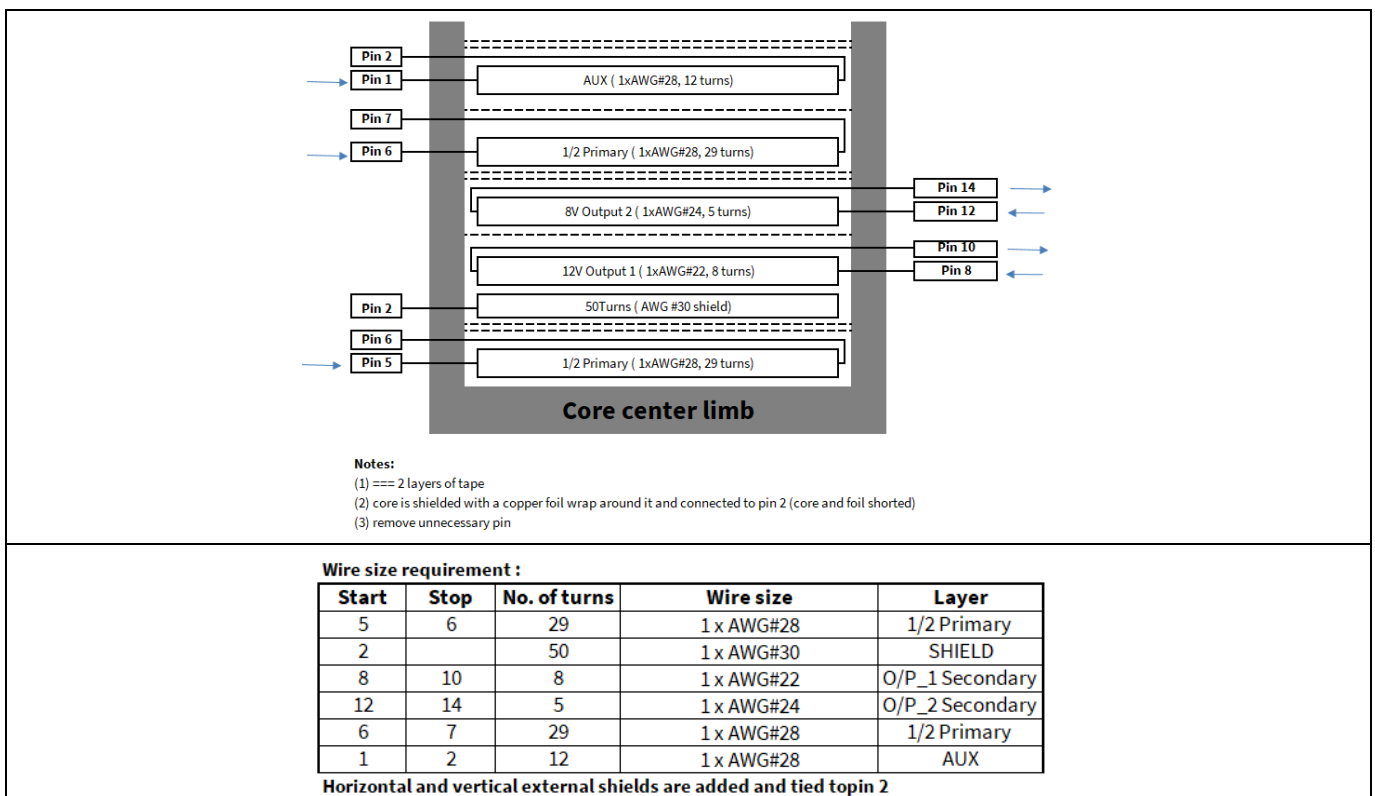 Pin 2
Pin 1
AUX ( 1xAWG#28, 12 turns)
Pin 7
Pin 6
1/2 Primary ( 1xAWG#28, 29 turns)
Pin 14
8V Output 2 ( 1xAWG#24, 5 turns)
Pin 12
Pin 10
12V Output 1 ( 1xAWG#22, 8 turns)
Pin 8
Pin 2
50Turns ( AWG #30 shield)
Pin 6
Pin 5
1/2 Primary ( 1xAWG#28, 29 turns)
Core center limb
Notes:
(1) === 2 layers of tape
(2) core is shielded with a copper foil wrap around it and connected to pin 2 (core and foil shorted)
(3) remove unnecessary pin
Wire size requirement :
Start Stop No. of turns Wire size Layer
5 6 29 1 x AWG#28 1/2 Primary
2 50 1 x AWG#30 SHIELD
8 10 8 1 x AWG#22 O/P_1 Secondary
12 14 5 1 x AWG#24 O/P_2 Secondary
6 7 29 1 x AWG#28 1/2 Primary
1 2 12 1 x AWG#28 AUX
Horizontal and vertical external shields are added and tied topin 2